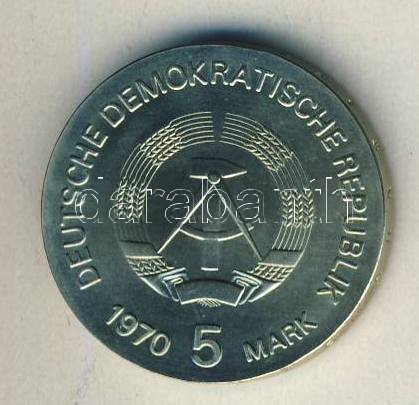 DEUTSCHE DEMOKRATISCHE REPUBLIK
1970 5 MARK
darabanth